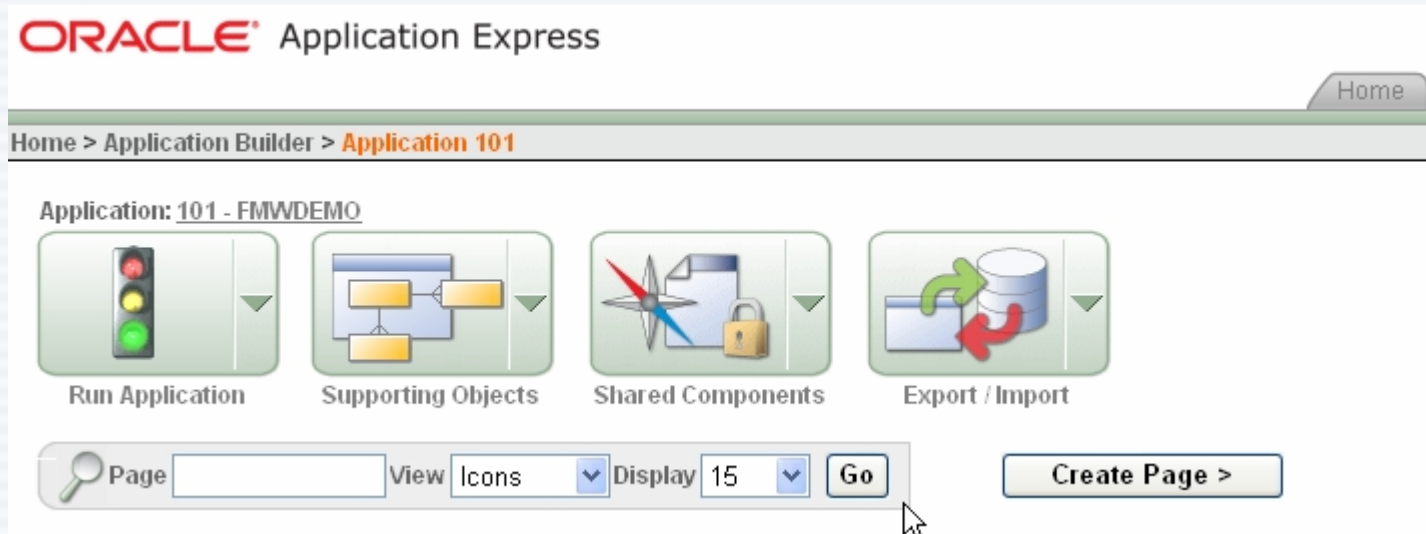 ORACLE Application Express
Home
Home > Application Builder > Application 101
Application: 101 - FMWDEMO
Run Application Supporting Objects Shared Components Export / Import
Page View Icons Display 15 Go Create Page >